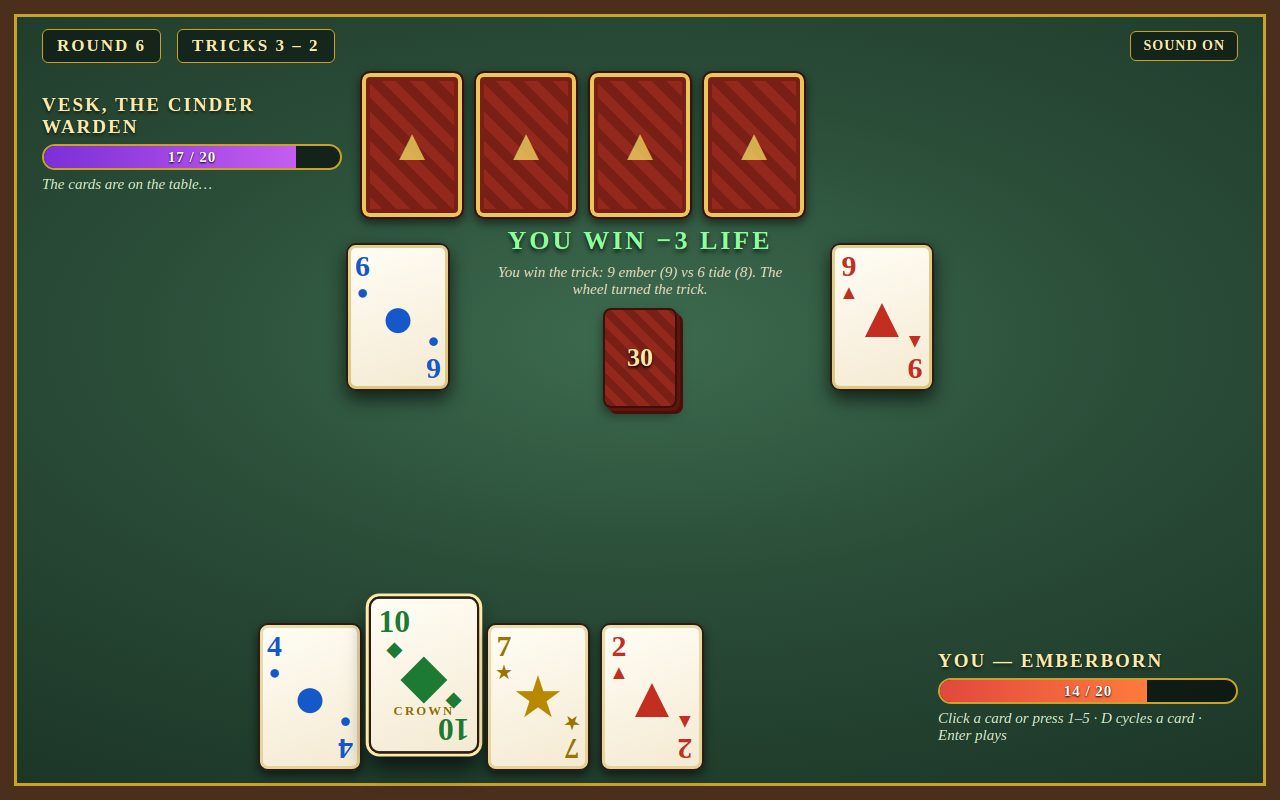 ROUND 6
TRICKS 3 – 2
SOUND ON
VESK, THE CINDER
WARDEN
17 / 20
The cards are on the table…
YOU WIN −3 LIFE
You win the trick: 9 ember (9) vs 6 tide (8). The
wheel turned the trick.
6
6
30
9
9
4
4
10
CROWN
10
7
7
2
2
YOU — EMBERBORN
14 / 20
Click a card or press 1–5 · D cycles a card ·
Enter plays